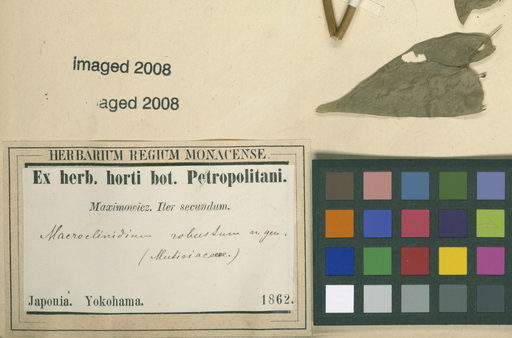 imaged 2008
aged 2008
HERBARIUM REGIUM MONACENSE.
Ex herb. horti bot. Petropolitani.
Maximowicz. Iter secundum.
Macroclinidium robustum n. gen.
(Mutisiaceae.)
Japonia. Yokohama. 1862.